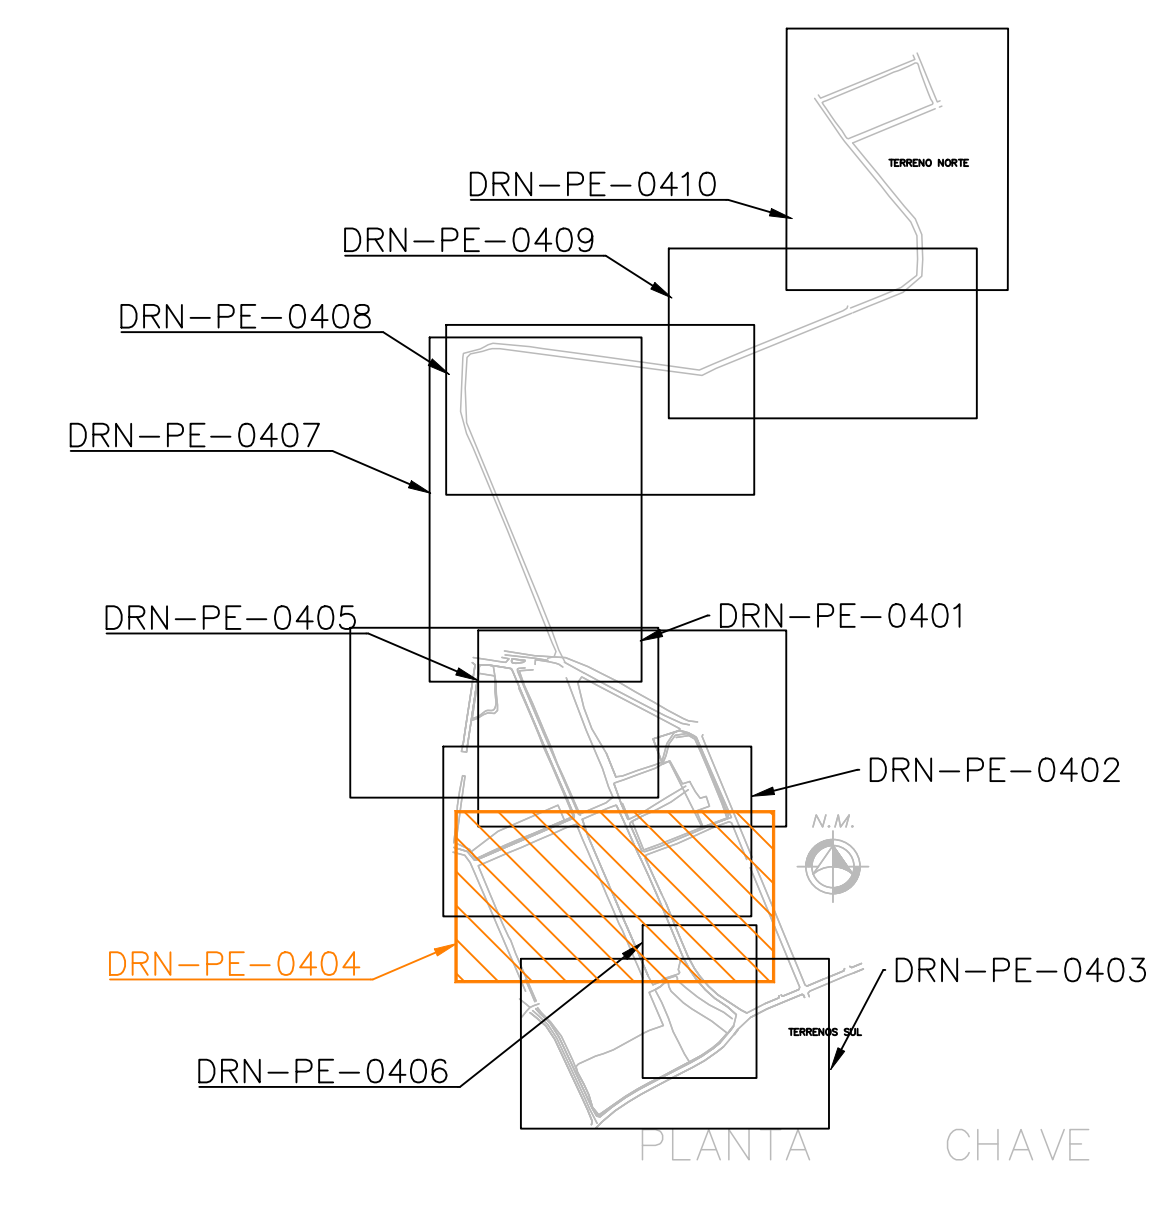 TERRENO NORTE
DRN-PE-0410
DRN-PE-0409
DRN-PE-0408
DRN-PE-0407
DRN-PE-0405
DRN-PE-0401
DRN-PE-0402
N.M.
DRN-PE-0404
DRN-PE-0403
TERRENOS SUL
DRN-PE-0406
PLANTA CHAVE